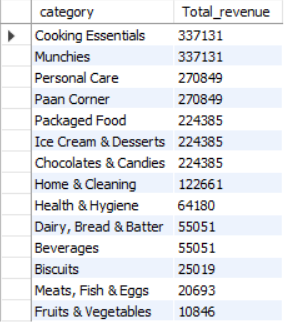 category Total_revenue
Cooking Essentials 337131
Munchies 337131
Personal Care 270849
Paan Corner 270849
Packaged Food 224385
Ice Cream & Desserts 224385
Chocolates & Candies 224385
Home & Cleaning 122661
Health & Hygiene 64180
Dairy, Bread & Batter 55051
Beverages 55051
Biscuits 25019
Meats, Fish & Eggs 20693
Fruits & Vegetables 10846